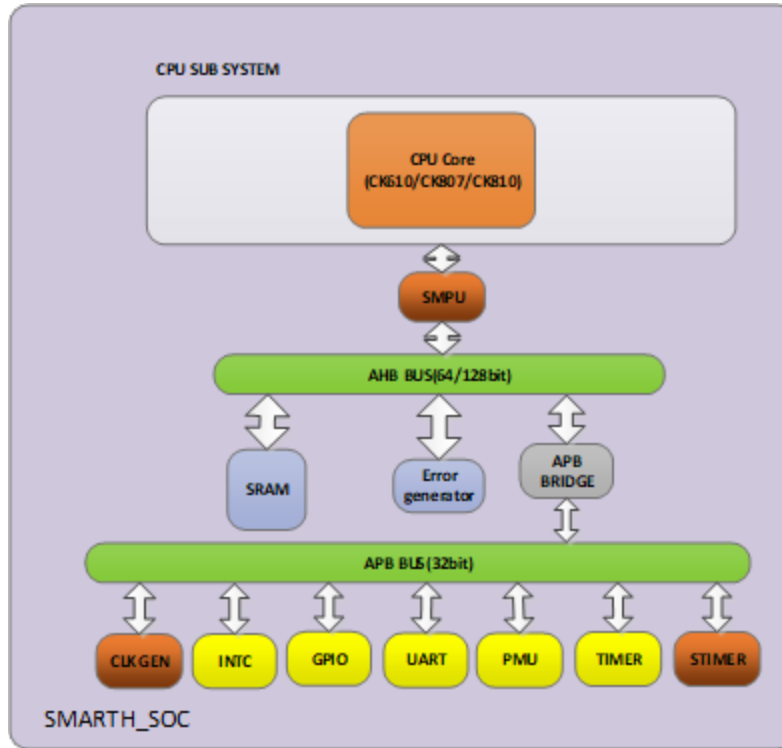 CPU SUB SYSTEM
CPU Core
(CK610/CK807/CK810)
SMPU
AHB BUS(64/128bit)
SRAM
Error
generator
APB
BRIDGE
APB BUS(32bit)
CLKGEN
INTC
GPIO
UART
PMU
TIMER
STIMER
SMARTH_SOC